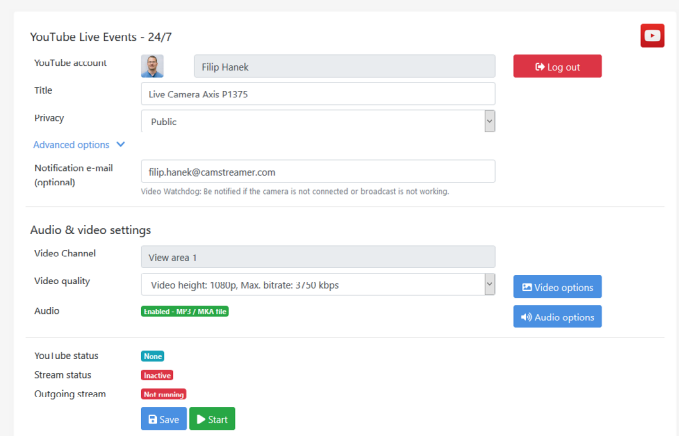 YouTube Live Events - 24/7
YouTube account
Filip Hanek
Log out
Title
Live Camera Axis P1375
Privacy
Public
Advanced options
Notification e-mail
(optional)
filip.hanek@camstreamer.com
Video Watchdog: Be notified if the camera is not connected or broadcast is not working.
Audio & video settings
Video Channel
View area 1
Video quality
Video height: 1080p, Max. bitrate: 3750 kbps
Video options
Audio
Enabled - MP3 / MKA file
Audio options
YouTube status
None
Stream status
Inactive
Outgoing stream
Not running
Save
Start